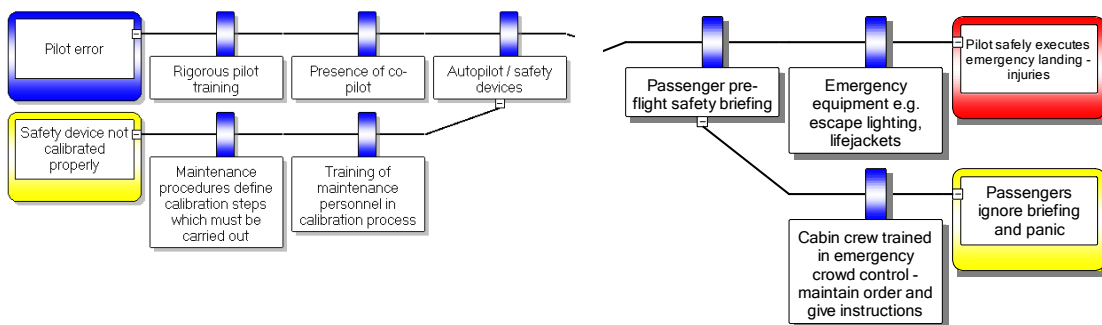 Pilot error
Rigorous pilot
training
Presence of co-
pilot
Autopilot / safety
devices
Safety device not
calibrated
properly
Maintenance
procedures define
calibration steps
which must be
carried out
Training of
maintenance
personnel in
calibration process
Passenger pre-
flight safety briefing
Emergency
equipment e.g.
escape lighting,
lifejackets
Pilot safely executes
emergency landing -
injuries
Cabin crew trained
in emergency
crowd control -
maintain order and
give instructions
Passengers
ignore briefing
and panic